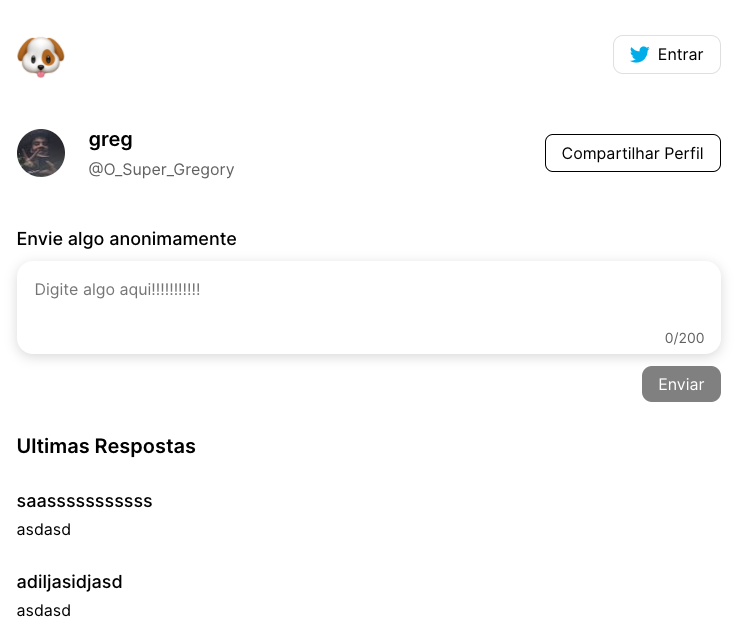 Entrar
greg
@O_Super_Gregory
Compartilhar Perfil
Envie algo anonimamente
Digite algo aqui!!!!!!!!!!!
0/200
Enviar
Ultimas Respostas
saasssssssssss
asdasd
adiljasidjasd
asdasd